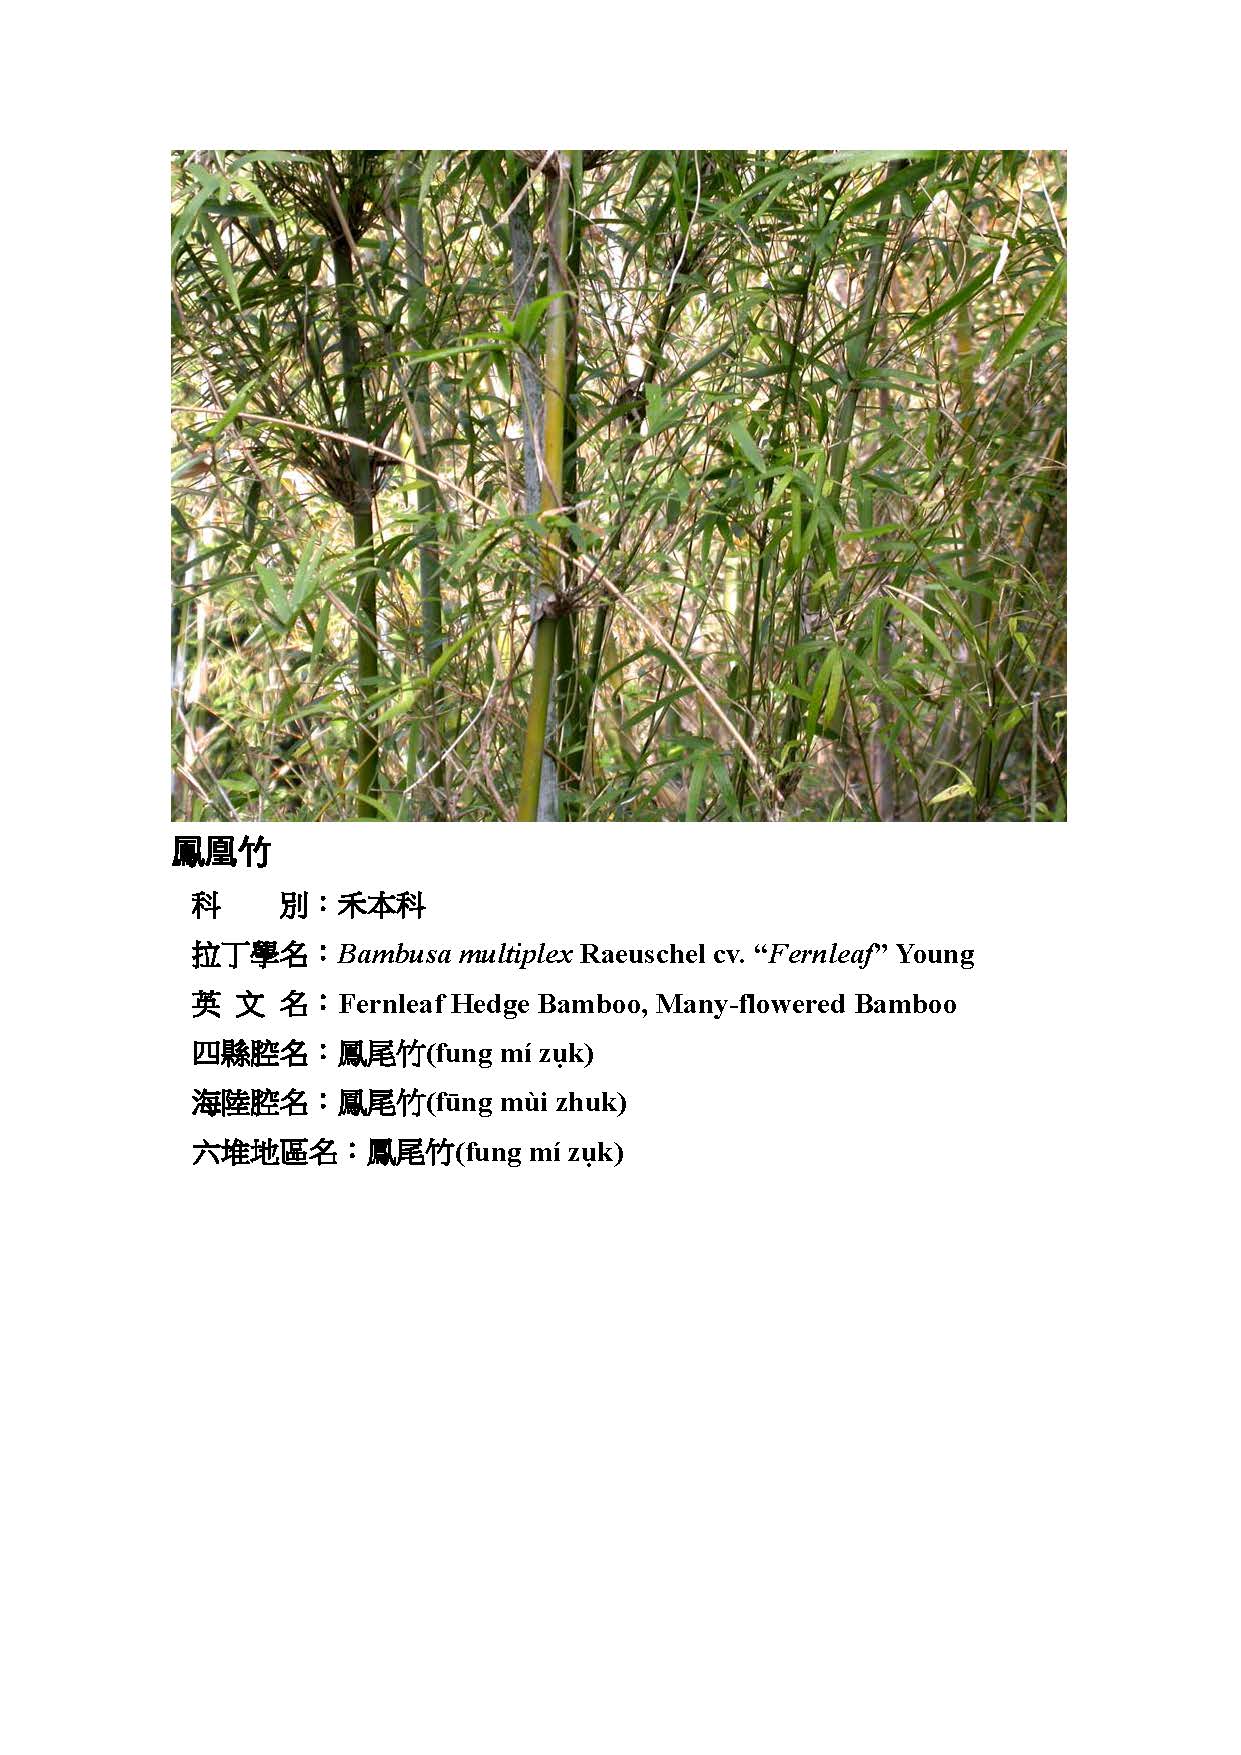 鳳凰竹
科　　別：禾本科
拉丁學名：Bambusa multiplex Raeuschel cv. “Fernleaf” Young
英 文 名：Fernleaf Hedge Bamboo, Many-flowered Bamboo
四縣腔名：鳳尾竹(fung mí zụk)
海陸腔名：鳳尾竹(fūng mùi zhuk)
六堆地區名：鳳尾竹(fung mí zụk)